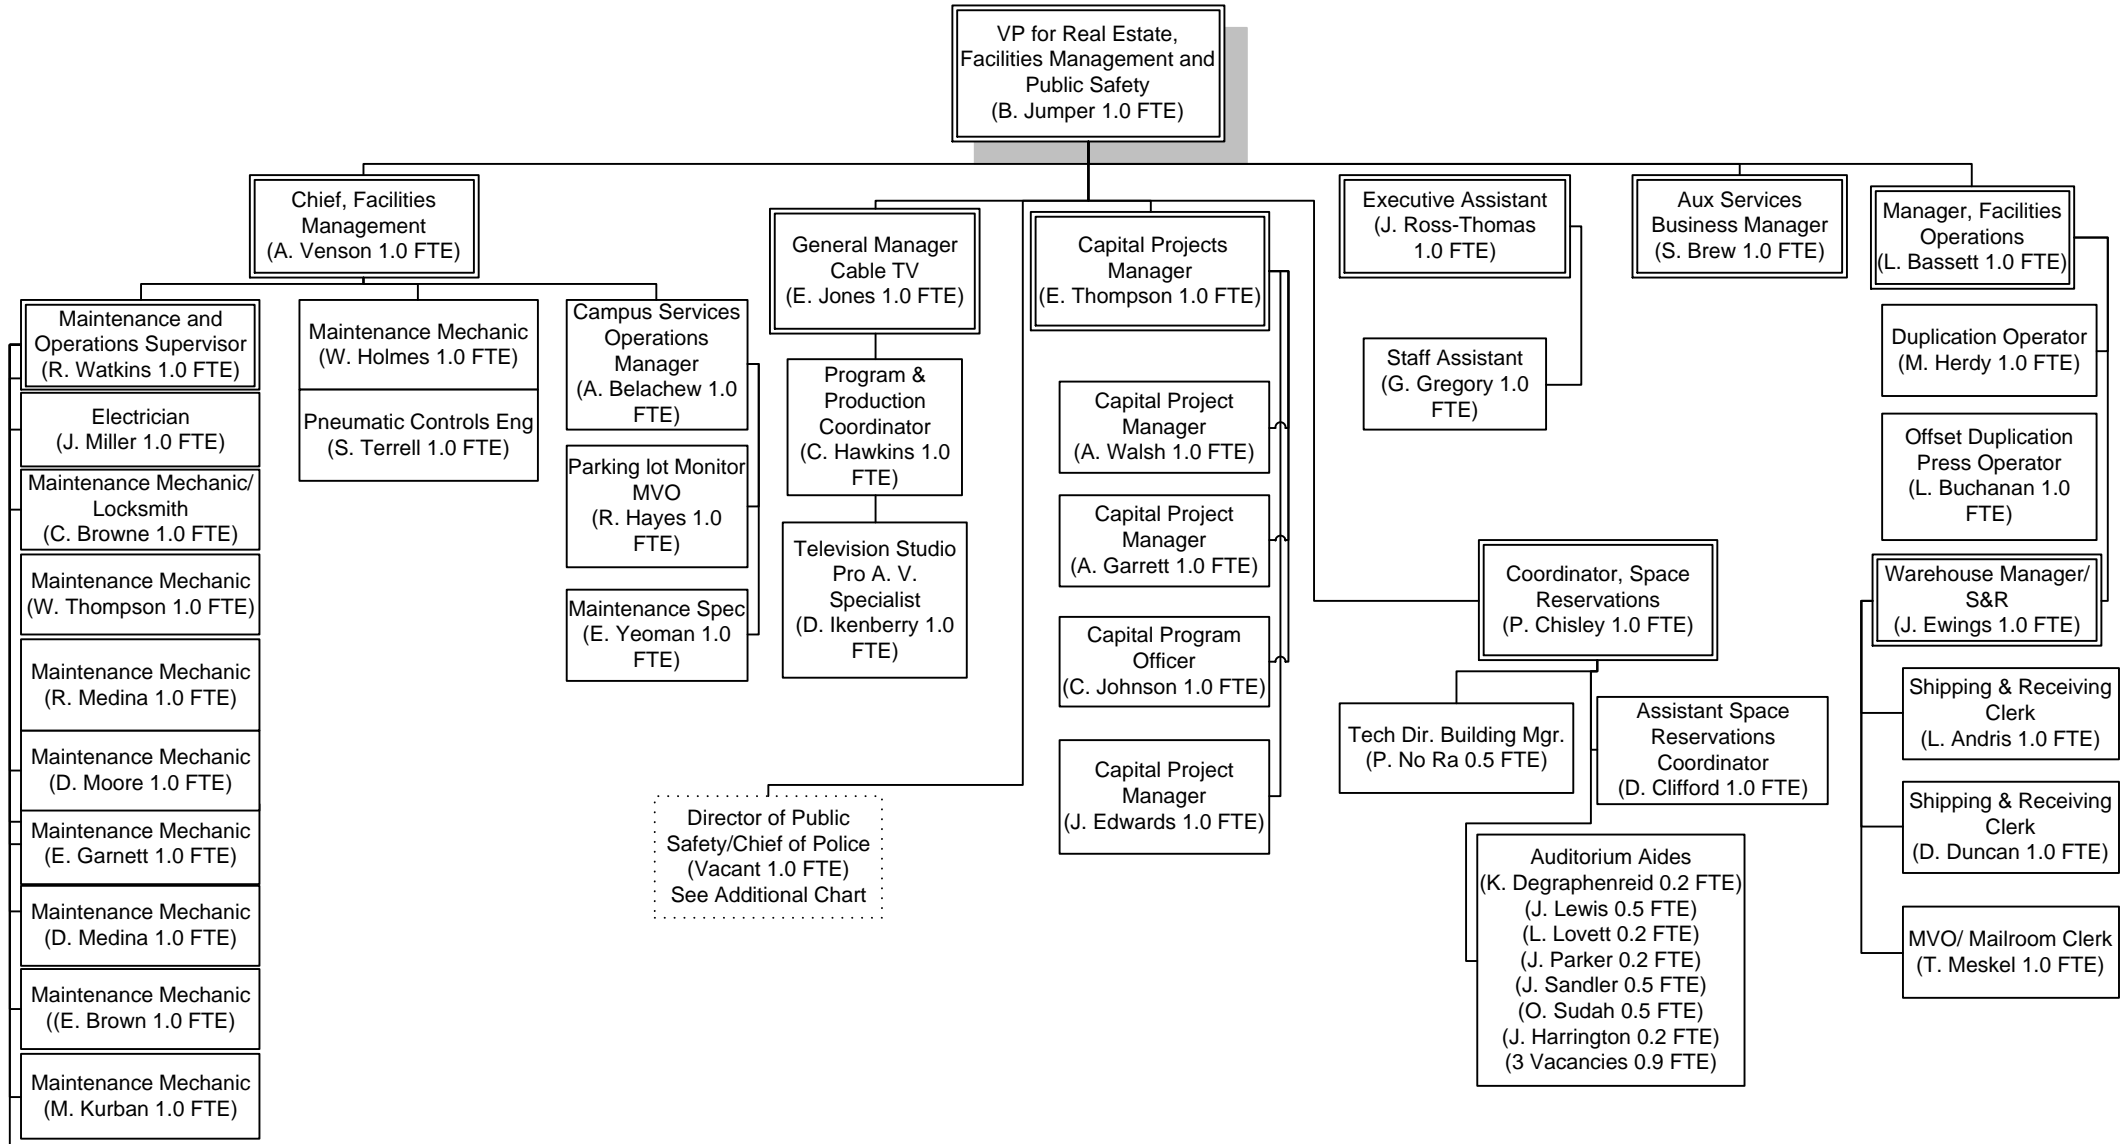 VP for Real Estate,
Facilities Management and
Public Safety
(B. Jumper 1.0 FTE)
Chief, Facilities
Management
(A. Venson 1.0 FTE)
Maintenance and
Operations Supervisor
(R. Watkins 1.0 FTE)
Electrician
(J. Miller 1.0 FTE)
Maintenance Mechanic/
Locksmith
(C. Browne 1.0 FTE)
Maintenance Mechanic
(W. Thompson 1.0 FTE)
Maintenance Mechanic
(R. Medina 1.0 FTE)
Maintenance Mechanic
(D. Moore 1.0 FTE)
Maintenance Mechanic
(E. Garnett 1.0 FTE)
Maintenance Mechanic
(D. Medina 1.0 FTE)
Maintenance Mechanic
((E. Brown 1.0 FTE)
Maintenance Mechanic
(M. Kurban 1.0 FTE)
Maintenance Mechanic
(W. Holmes 1.0 FTE)
Pneumatic Controls Eng
(S. Terrell 1.0 FTE)
Campus Services
Operations
Manager
(A. Belachew 1.0
FTE)
Parking lot Monitor
MVO
(R. Hayes 1.0
FTE)
Maintenance Spec
(E. Yeoman 1.0
FTE)
General Manager
Cable TV
(E. Jones 1.0 FTE)
Program &
Production
Coordinator
(C. Hawkins 1.0
FTE)
Television Studio
Pro A. V.
Specialist
(D. Ikenberry 1.0
FTE)
Director of Public
Safety/Chief of Police
(Vacant 1.0 FTE)
See Additional Chart
Capital Projects
Manager
(E. Thompson 1.0 FTE)
Capital Project
Manager
(A. Walsh 1.0 FTE)
Capital Project
Manager
(A. Garrett 1.0 FTE)
Capital Program
Officer
(C. Johnson 1.0 FTE)
Capital Project
Manager
(J. Edwards 1.0 FTE)
Executive Assistant
(J. Ross-Thomas
1.0 FTE)
Staff Assistant
(G. Gregory 1.0
FTE)
Coordinator, Space
Reservations
(P. Chisley 1.0 FTE)
Tech Dir. Building Mgr.
(P. No Ra 0.5 FTE)
Assistant Space
Reservations
Coordinator
(D. Clifford 1.0 FTE)
Auditorium Aides
(K. Degraphenreid 0.2 FTE)
(J. Lewis 0.5 FTE)
(L. Lovett 0.2 FTE)
(J. Parker 0.2 FTE)
(J. Sandler 0.5 FTE)
(O. Sudah 0.5 FTE)
(J. Harrington 0.2 FTE)
(3 Vacancies 0.9 FTE)
Aux Services
Business Manager
(S. Brew 1.0 FTE)
Manager, Facilities
Operations
(L. Bassett 1.0 FTE)
Duplication Operator
(M. Herdy 1.0 FTE)
Offset Duplication
Press Operator
(L. Buchanan 1.0
FTE)
Warehouse Manager/
S&R
(J. Ewings 1.0 FTE)
Shipping & Receiving
Clerk
(L. Andris 1.0 FTE)
Shipping & Receiving
Clerk
(D. Duncan 1.0 FTE)
MVO/ Mailroom Clerk
(T. Meskel 1.0 FTE)